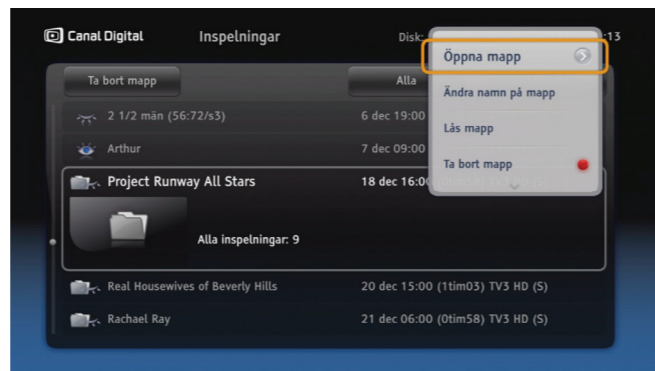 Canal Digital Inspelningar Disk: :13
Ta bort mapp Alla
2 1/2 män (56:72/s3) 6 dec 19:00
Arthur 7 dec 09:00
Project Runway All Stars 18 dec 16:00
Alla inspelningar: 9
Real Housewives of Beverly Hills 20 dec 15:00 (1tim03) TV3 HD (S)
Rachael Ray 21 dec 06:00 (0tim58) TV3 HD (S)
Öppna mapp
Ändra namn på mapp
Lås mapp
Ta bort mapp